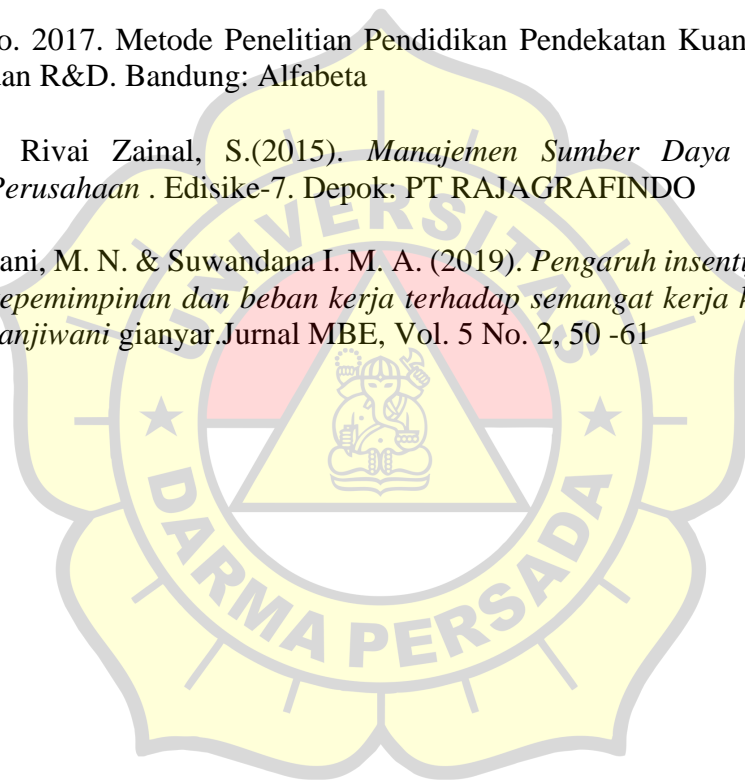 o. 2017. Metode Penelitian Pendidikan Pendekatan Kuan
dan R&D. Bandung: Alfabeta
Rivai Zainal, S.(2015). Manajemen Sumber Daya
Perusahaan . Edisike-7. Depok: PT RAJAGRAFINDO
ani, M. N. & Suwandana I. M. A. (2019). Pengaruh insenti
epemimpinan dan beban kerja terhadap semangat kerja k
anjiwani gianyar.Jurnal MBE, Vol. 5 No. 2, 50 -61
UNIVERSITAS
DARMA PERSADA